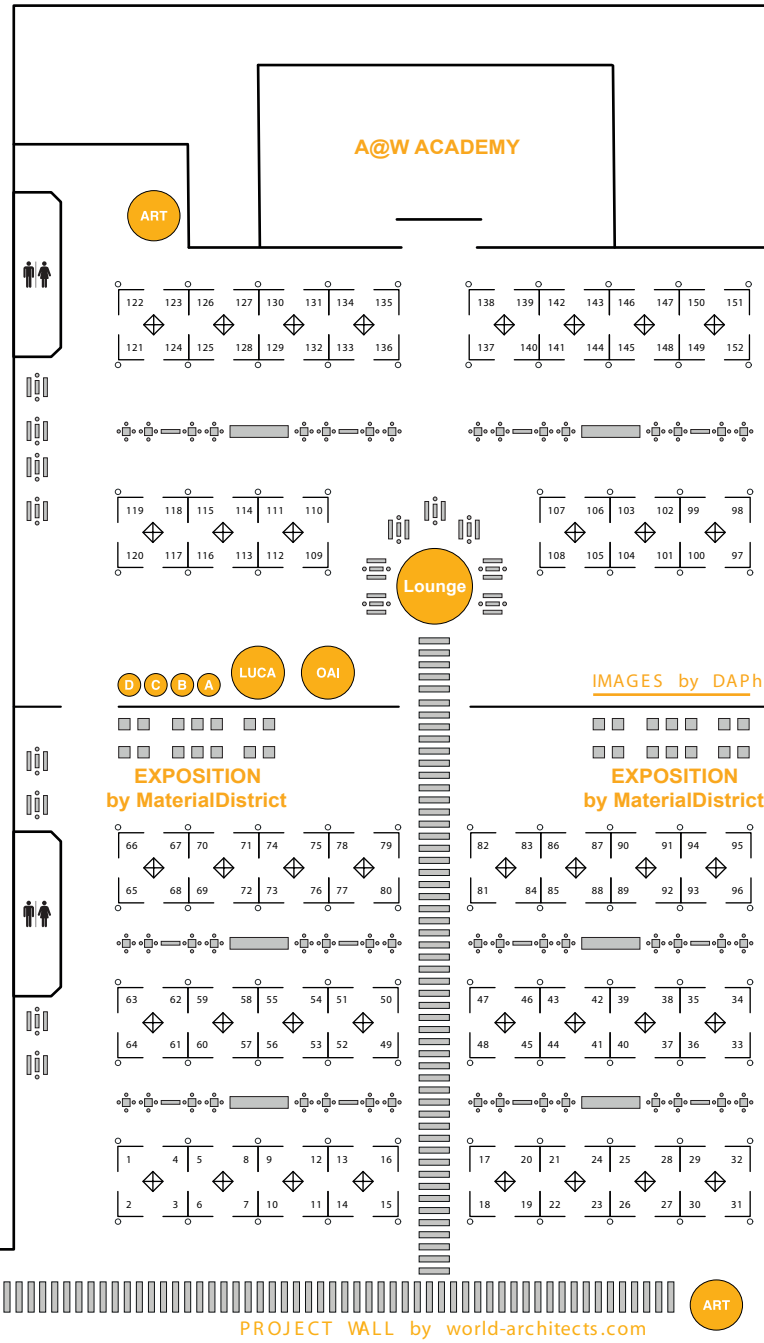 A@W ACADEMY
ART
122 123 126 127 130 131 134 135 138 139 142 143 146 147 150 151
121 124 125 128 129 132 133 136 137 140 141 144 145 148 149 152
119 118 115 114 111 110 107 106 103 102 99 98
120 117 116 113 112 109 108 105 104 101 100 97
Lounge
D C B A LUCA OAI
IMAGES by DAPh
EXPOSITION
by MaterialDistrict
EXPOSITION
by MaterialDistrict
66 67 70 71 74 75 78 79 82 83 86 87 90 91 94 95
65 68 69 72 73 76 77 80 81 84 85 88 89 92 93 96
63 62 59 58 55 54 51 50 47 46 43 42 39 38 35 34
64 61 60 57 56 53 52 49 48 45 44 41 40 37 36 33
1 4 5 8 9 12 13 16 17 20 21 24 25 28 29 32
2 3 6 7 10 11 14 15 18 19 22 23 26 27 30 31
ART
PROJECT WALL by world-architects.com